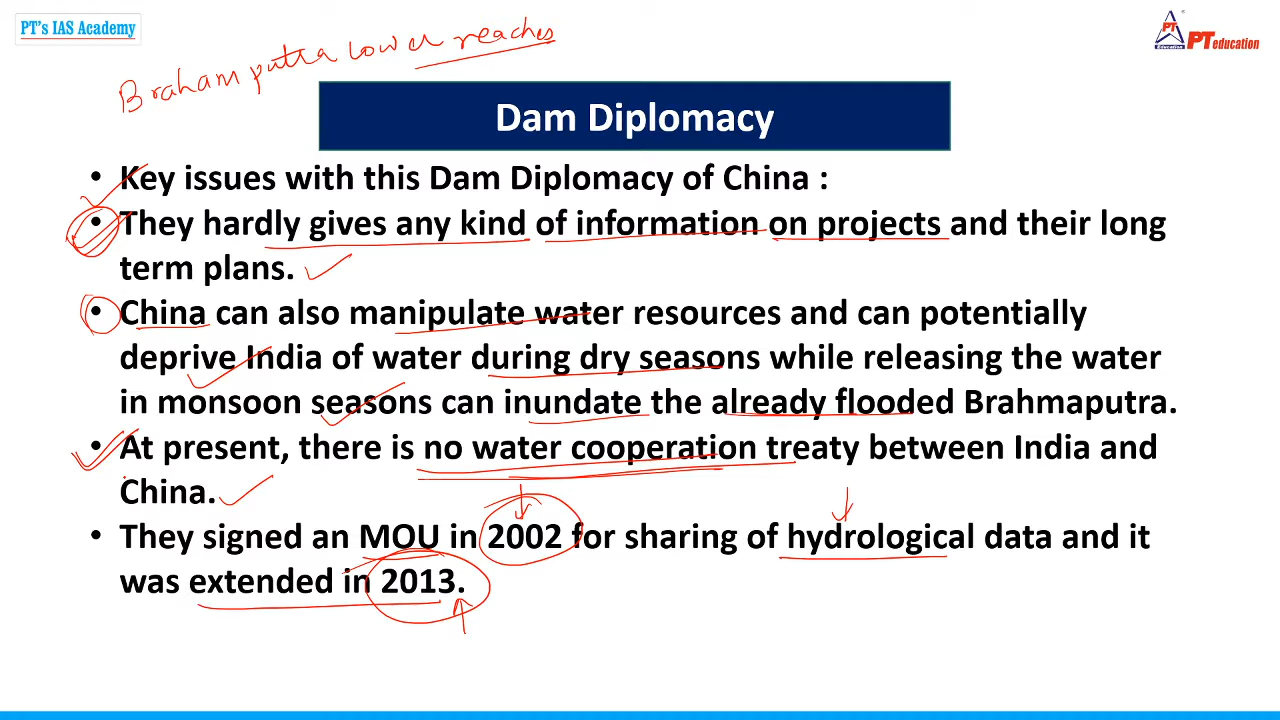 PT's IAS Academy
PT
Education
PT education
Brahamputra lower reaches
Dam Diplomacy
• Key issues with this Dam Diplomacy of China :
• They hardly gives any kind of information on projects and their long
term plans.
• China can also manipulate water resources and can potentially
deprive India of water during dry seasons while releasing the water
in monsoon seasons can inundate the already flooded Brahmaputra.
• At present, there is no water cooperation treaty between India and
China.
• They signed an MOU in 2002 for sharing of hydrological data and it
was extended in 2013.